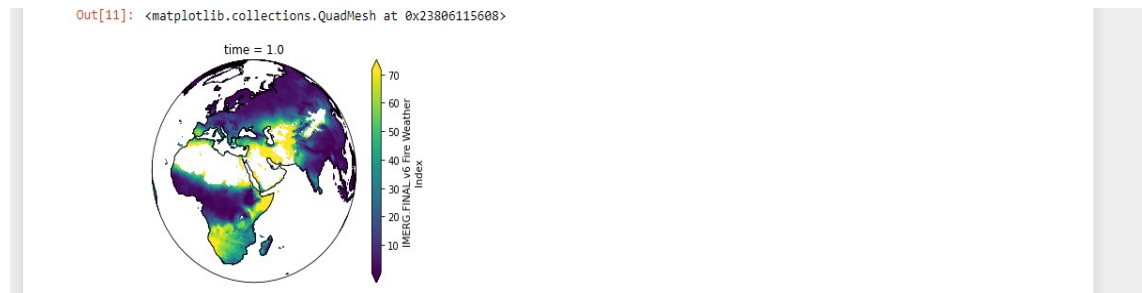 Out[11]: <matplotlib.collections.QuadMesh at 0x23806115608>
time = 1.0
70
60
50
40
30
20
10
IMERG.FINAL.v6 Fire Weather
Index